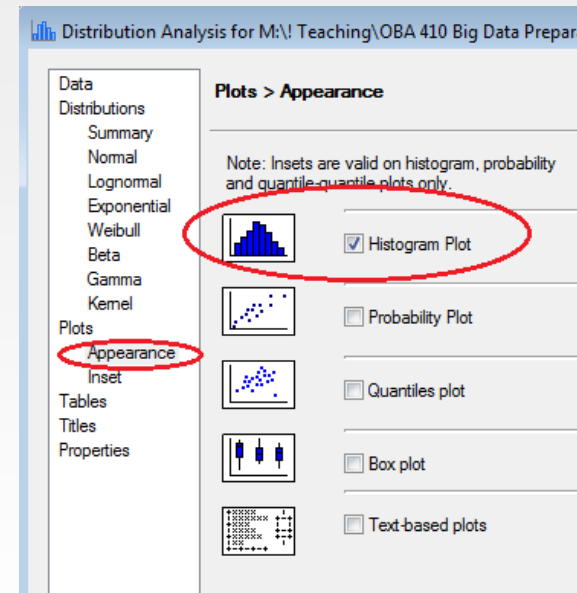 Distribution Analysis for M:\! Teaching\OBA 410 Big Data Prepar
Data
Distributions
Summary
Normal
Lognormal
Exponential
Weibull
Beta
Gamma
Kernel
Plots
Appearance
Inset
Tables
Titles
Properties
Plots > Appearance
Note: Insets are valid on histogram, probability
and quantile-quantile plots only.
Histogram Plot
Probability Plot
Quantiles plot
Box plot
Text-based plots